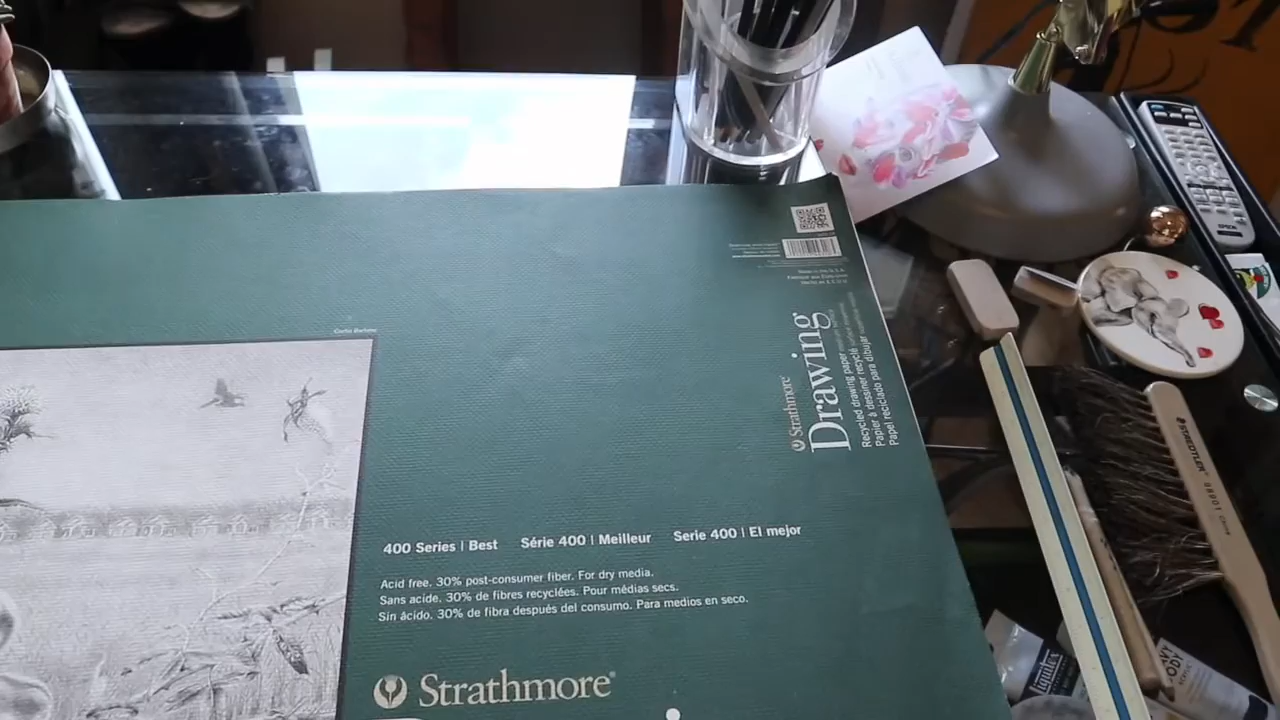 Strathmore
Drawing
Recycled drawing paper
Papier à dessiner recyclé
Papel reciclado para dibujar
400 Series | Best
Série 400 | Meilleur
Serie 400 | El mejor
Acid free. 30% post-consumer fiber. For dry media.
Sans acide. 30% de fibres recyclées. Pour médias secs.
Sin ácido. 30% de fibra después del consumo. Para medios en seco.
Strathmore
EPSON
STAEDTLER
Liquitex